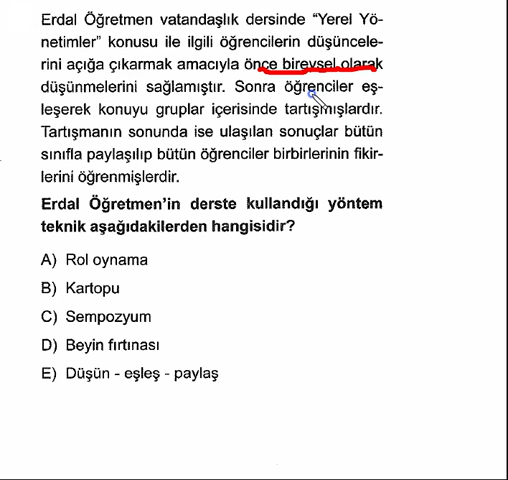 Erdal Öğretmen vatandaşlık dersinde “Yerel Yö-
netimler” konusu ile ilgili öğrencilerin düşüncele-
rini açığa çıkarmak amacıyla önce bireysel olarak
düşünmelerini sağlamıştır. Sonra öğrenciler eş-
leşerek konuyu gruplar içerisinde tartışmışlardır.
Tartışmanın sonunda ise ulaşılan sonuçlar bütün
sınıfla paylaşılıp bütün öğrenciler birbirlerinin fikir-
lerini öğrenmişlerdir.
Erdal Öğretmen’in derste kullandığı yöntem
teknik aşağıdakilerden hangisidir?
A) Rol oynama
B) Kartopu
C) Sempozyum
D) Beyin fırtınası
E) Düşün - eşleş - paylaş